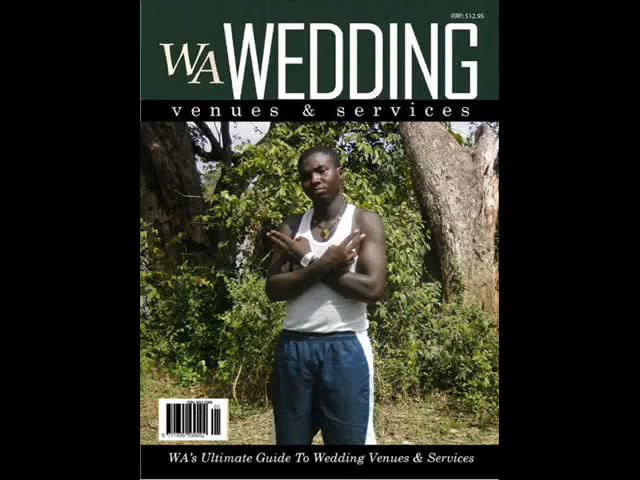 RRP: $12.95
WA WEDDING
venues & services
WA's Ultimate Guide To Wedding Venues & Services